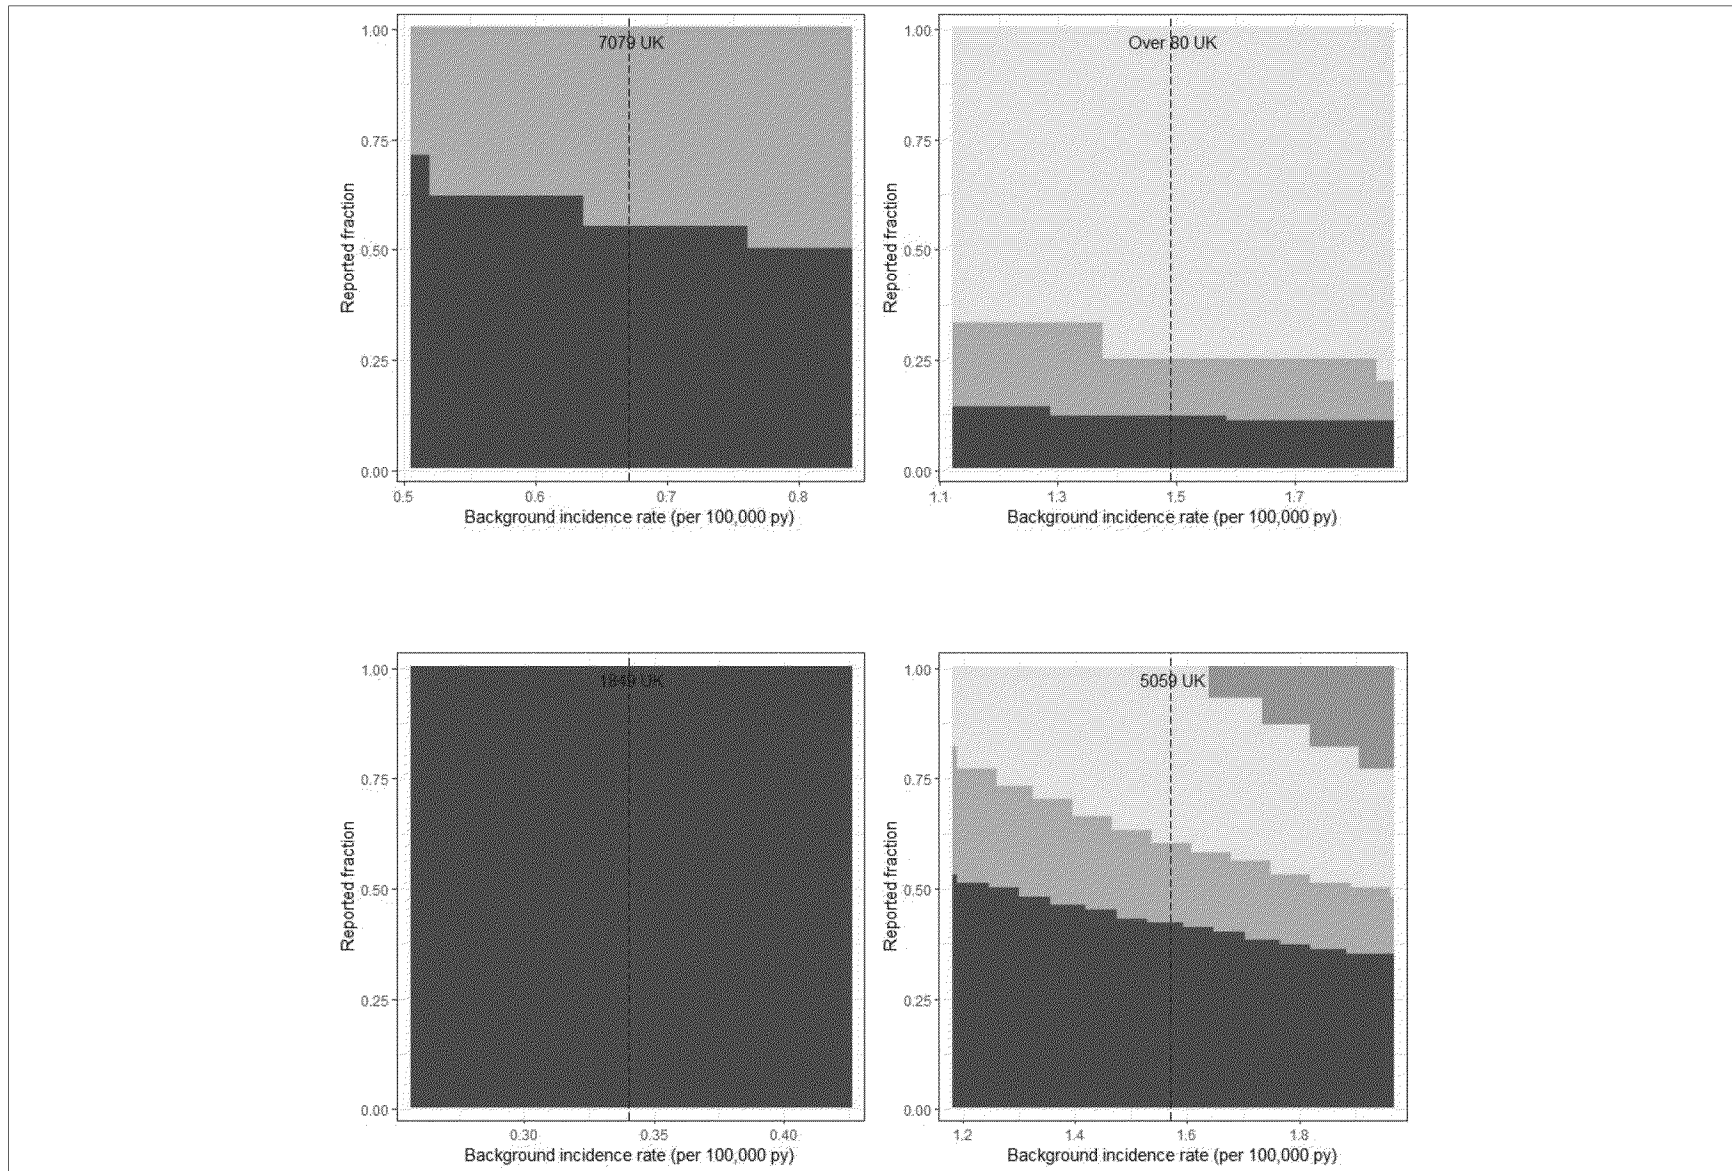 7079 UK
1.00
0.75
0.50
0.25
0.00
Reported fraction
0.5 0.6 0.7 0.8
Background incidence rate (per 100,000 py)
Over 80 UK
1.00
0.75
0.50
0.25
0.00
Reported fraction
1.1 1.3 1.5 1.7
Background incidence rate (per 100,000 py)
1849 UK
1.00
0.75
0.50
0.25
0.00
Reported fraction
0.30 0.35 0.40
Background incidence rate (per 100,000 py)
5059 UK
1.00
0.75
0.50
0.25
0.00
Reported fraction
1.2 1.4 1.6 1.8
Background incidence rate (per 100,000 py)